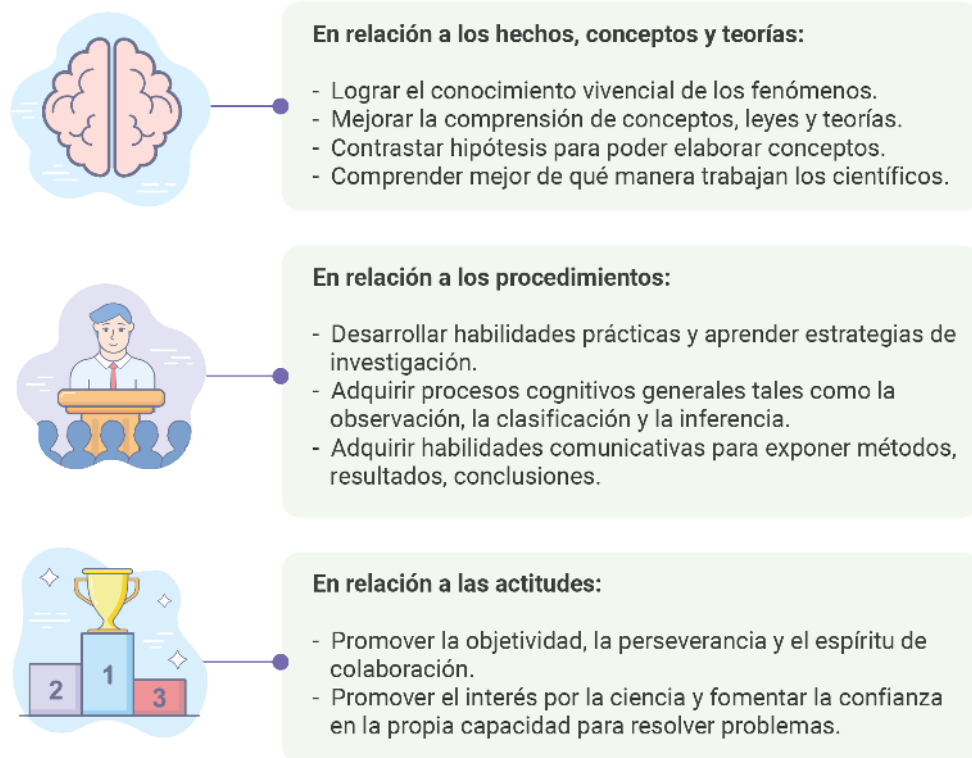 En relación a los hechos, conceptos y teorías:
- Lograr el conocimiento vivencial de los fenómenos.
- Mejorar la comprensión de conceptos, leyes y teorías.
- Contrastar hipótesis para poder elaborar conceptos.
- Comprender mejor de qué manera trabajan los científicos.
En relación a los procedimientos:
- Desarrollar habilidades prácticas y aprender estrategias de
investigación.
- Adquirir procesos cognitivos generales tales como la
observación, la clasificación y la inferencia.
- Adquirir habilidades comunicativas para exponer métodos,
resultados, conclusiones.
En relación a las actitudes:
- Promover la objetividad, la perseverancia y el espíritu de
colaboración.
- Promover el interés por la ciencia y fomentar la confianza
en la propia capacidad para resolver problemas.
2 1 3